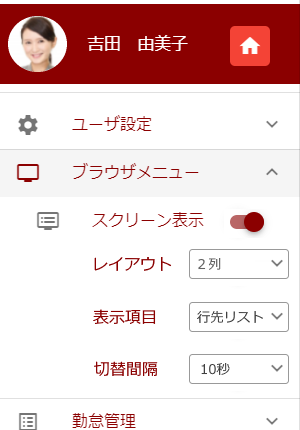 吉田　由美子
ユーザ設定
ブラウザメニュー
スクリーン表示
レイアウト 2列
表示項目 行先リスト
切替間隔 10秒
勤怠管理